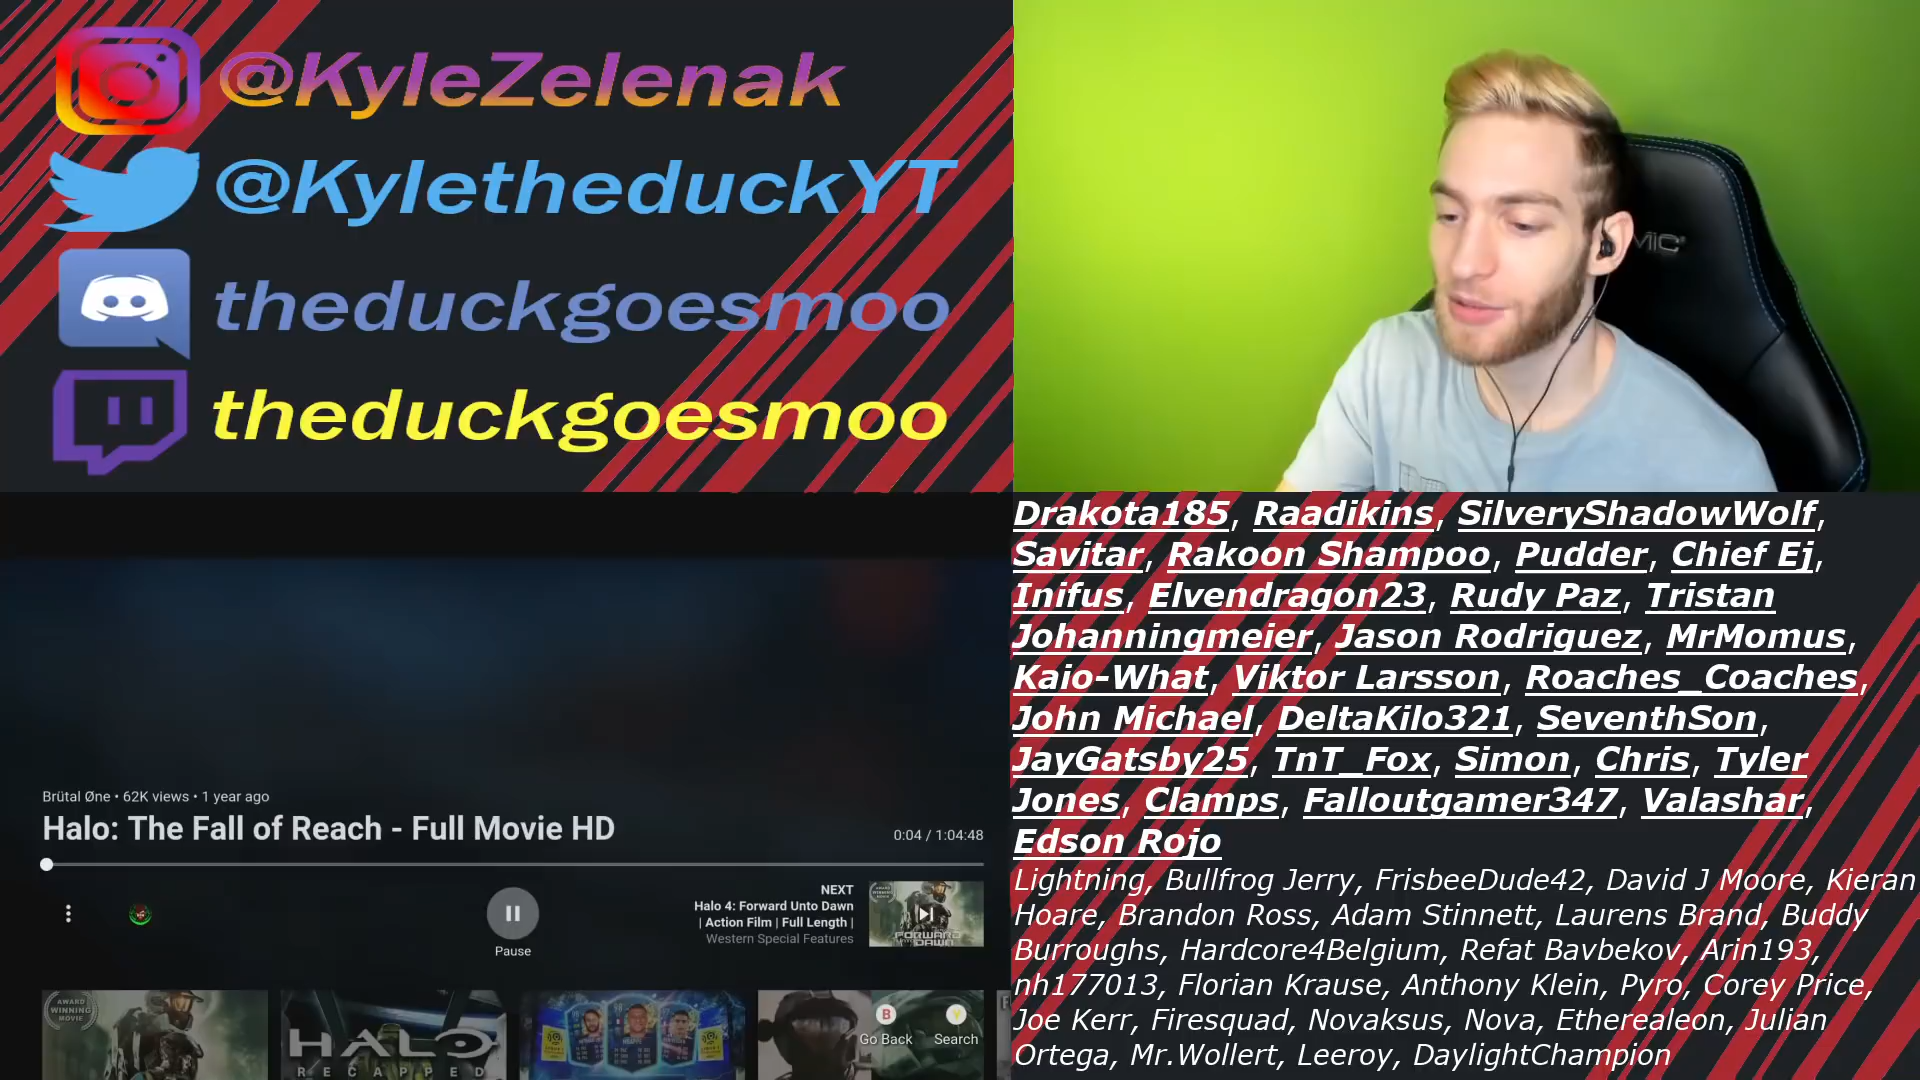 @KyleZelenak
@KyletheduckYT
theduckgoesmoo
theduckgoesmoo
Brütal Øne • 62K views • 1 year ago
Halo: The Fall of Reach - Full Movie HD
0:04 / 1:04:48
NEXT
Halo 4: Forward Unto Dawn
| Action Film | Full Length |
Western Special Features
FORWARD
DAWN
Pause
AWARD
WINNING
MOVIE
HALO
RECAPPED
B
Go Back
Y
Search
Drakota185, Raadikins, SilveryShadowWolf,
Savitar, Rakoon Shampoo, Pudder, Chief Ej,
Inifus, Elvendragon23, Rudy Paz, Tristan
Johanningmeier, Jason Rodriguez, MrMomus,
Kaio-What, Viktor Larsson, Roaches_Coaches,
John Michael, DeltaKilo321, SeventhSon,
JayGatsby25, TnT_Fox, Simon, Chris, Tyler
Jones, Clamps, Falloutgamer347, Valashar,
Edson Rojo
Lightning, Bullfrog Jerry, FrisbeeDude42, David J Moore, Kieran
Hoare, Brandon Ross, Adam Stinnett, Laurens Brand, Buddy
Burroughs, Hardcore4Belgium, Refat Bavbekov, Arin193,
nh177013, Florian Krause, Anthony Klein, Pyro, Corey Price,
Joe Kerr, Firesquad, Novaksus, Nova, Etherealeon, Julian
Ortega, Mr.Wollert, Leeroy, DaylightChampion